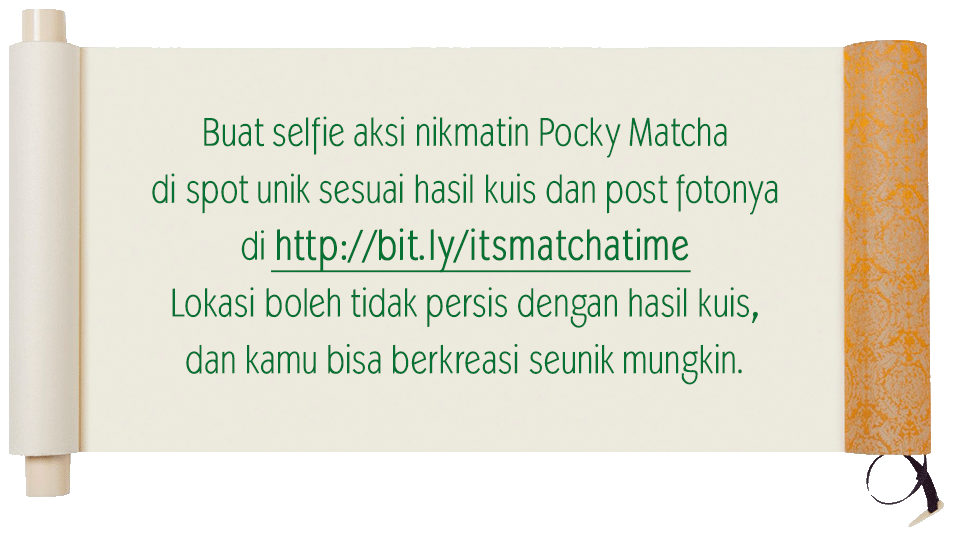 Buat selfie aksi nikmatin Pocky Matcha
di spot unik sesuai hasil kuis dan post fotonya
di http://bit.ly/itsmatchatime
Lokasi boleh tidak persis dengan hasil kuis,
dan kamu bisa berkreasi seunik mungkin.